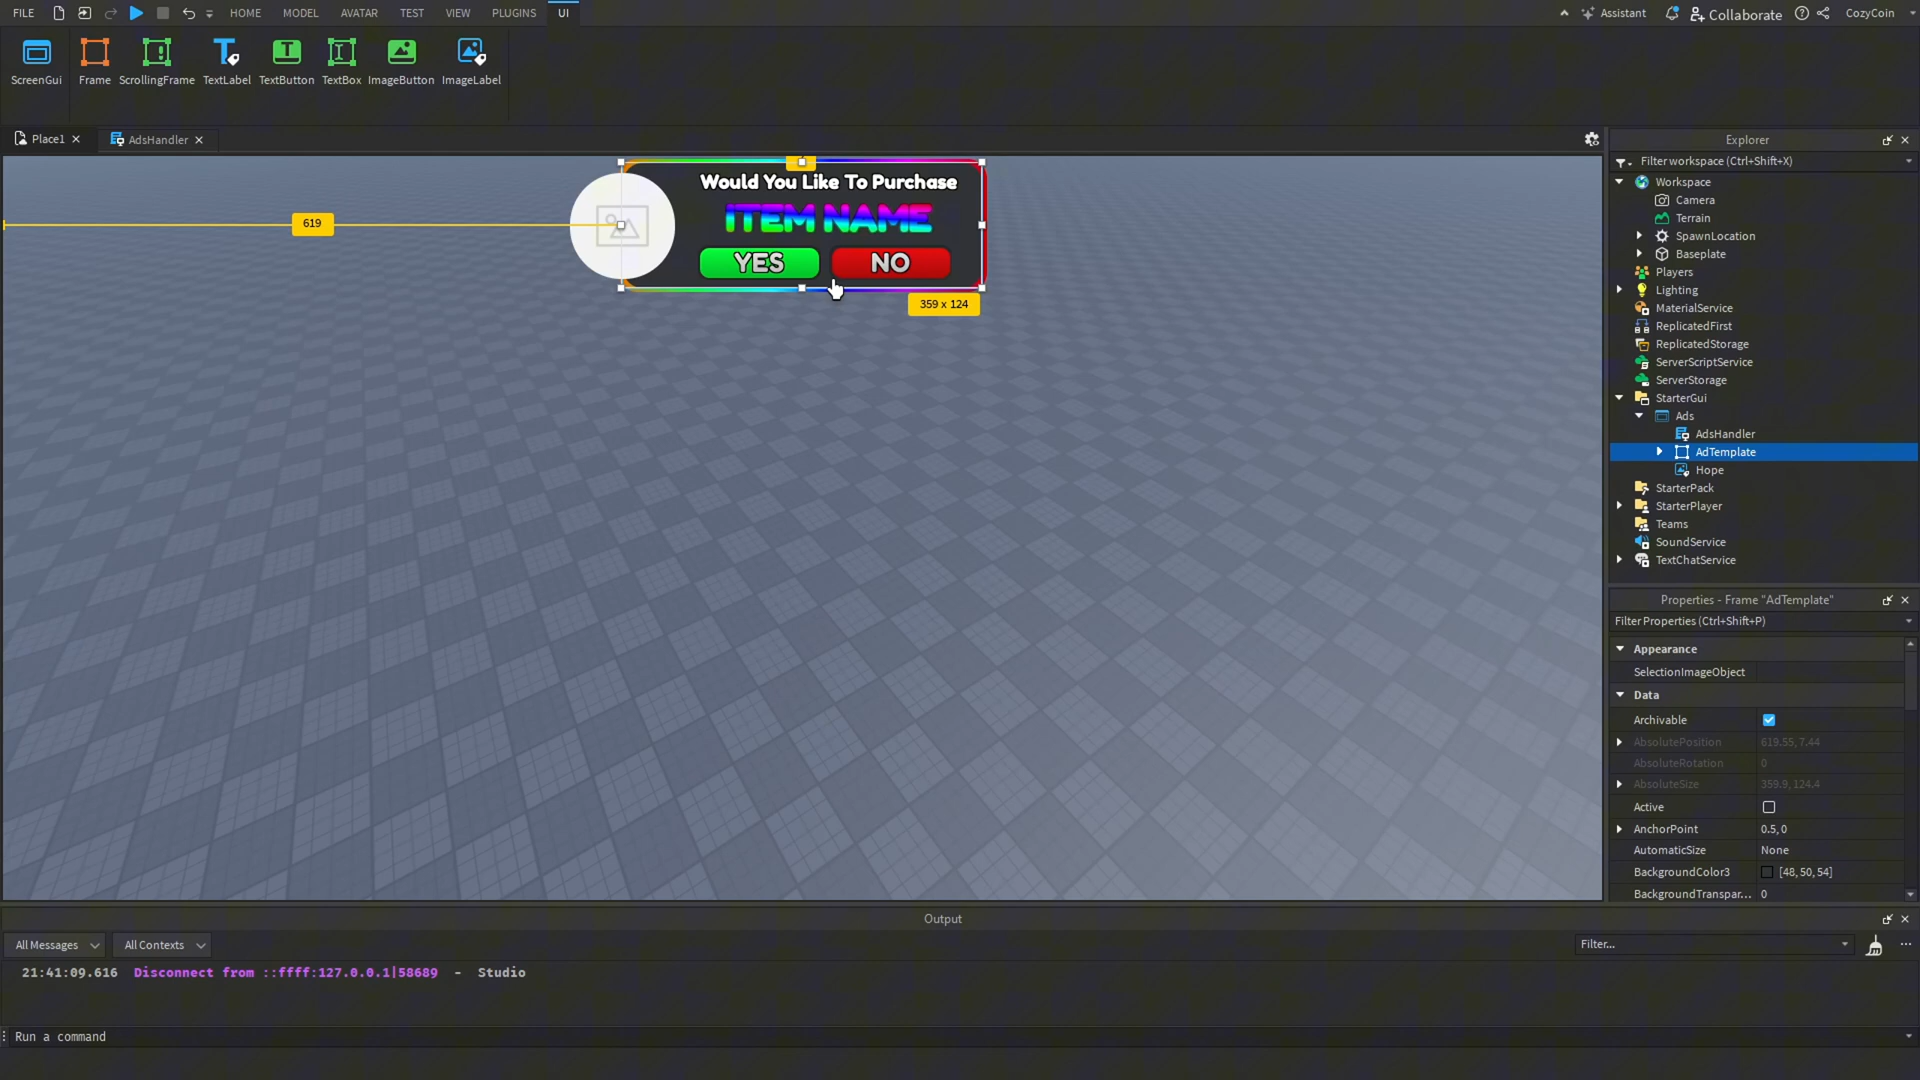 FILE HOME MODEL AVATAR TEST VIEW PLUGINS UI Assistant Collaborate CozyCoin
ScreenGui Frame ScrollingFrame TextLabel TextButton TextBox ImageButton ImageLabel
Place1 AdsHandler
Would You Like To Purchase
ITEM NAME
YES NO
619
359 x 124
Explorer
Filter workspace (Ctrl+Shift+X)
Workspace
Camera
Terrain
SpawnLocation
Baseplate
Players
Lighting
MaterialService
ReplicatedFirst
ReplicatedStorage
ServerScriptService
ServerStorage
StarterGui
Ads
AdsHandler
AdTemplate
Hope
StarterPack
StarterPlayer
Teams
SoundService
TextChatService
Properties - Frame "AdTemplate"
Filter Properties (Ctrl+Shift+P)
Appearance
SelectionImageObject
Data
Archivable
AbsolutePosition 619.55, 7.44
AbsoluteRotation 0
AbsoluteSize 359.9, 124.4
Active
AnchorPoint 0.5, 0
AutomaticSize None
BackgroundColor3 [48, 50, 54]
BackgroundTranspar... 0
Output
All Messages All Contexts Filter...
21:41:09.616 Disconnect from ::ffff:127.0.0.1|58689 - Studio
Run a command